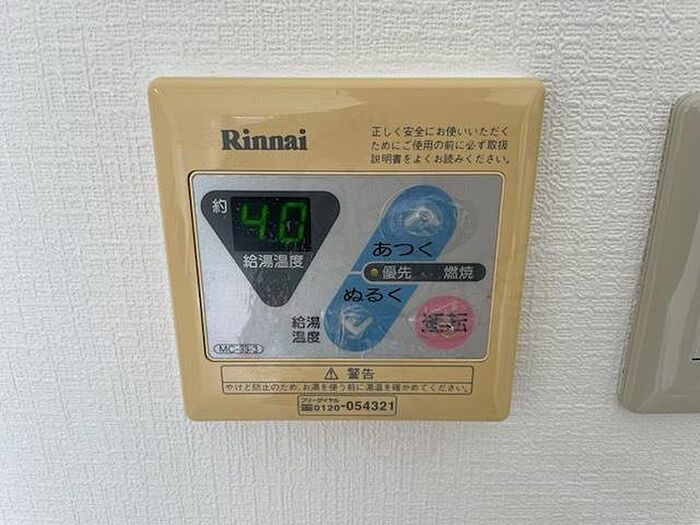 Rinnai
正しく安全にお使いいただく
ためにご使用の前に必ず取扱
説明書をよくお読みください。
約
40
給湯温度
あつく
優先 燃焼
ぬるく
給湯
温度
運転
MC-33-3
⚠ 警告
やけど防止のため、お湯を使う前に湯温を確かめてください。
フリーダイヤル
0120-054321